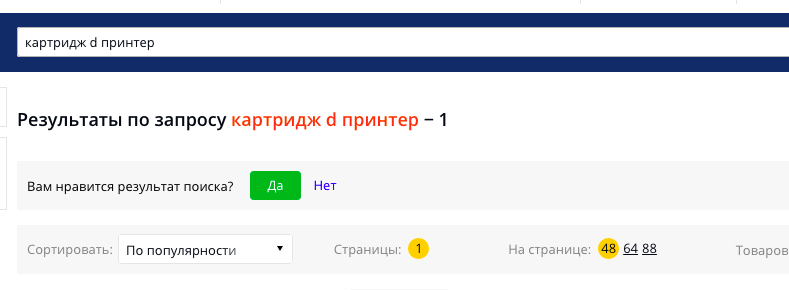 картридж d принтер
Результаты по запросу картридж d принтер – 1
Вам нравится результат поиска? Да Нет
Сортировать: По популярности Страницы: 1 На странице: 48 64 88 Товаров